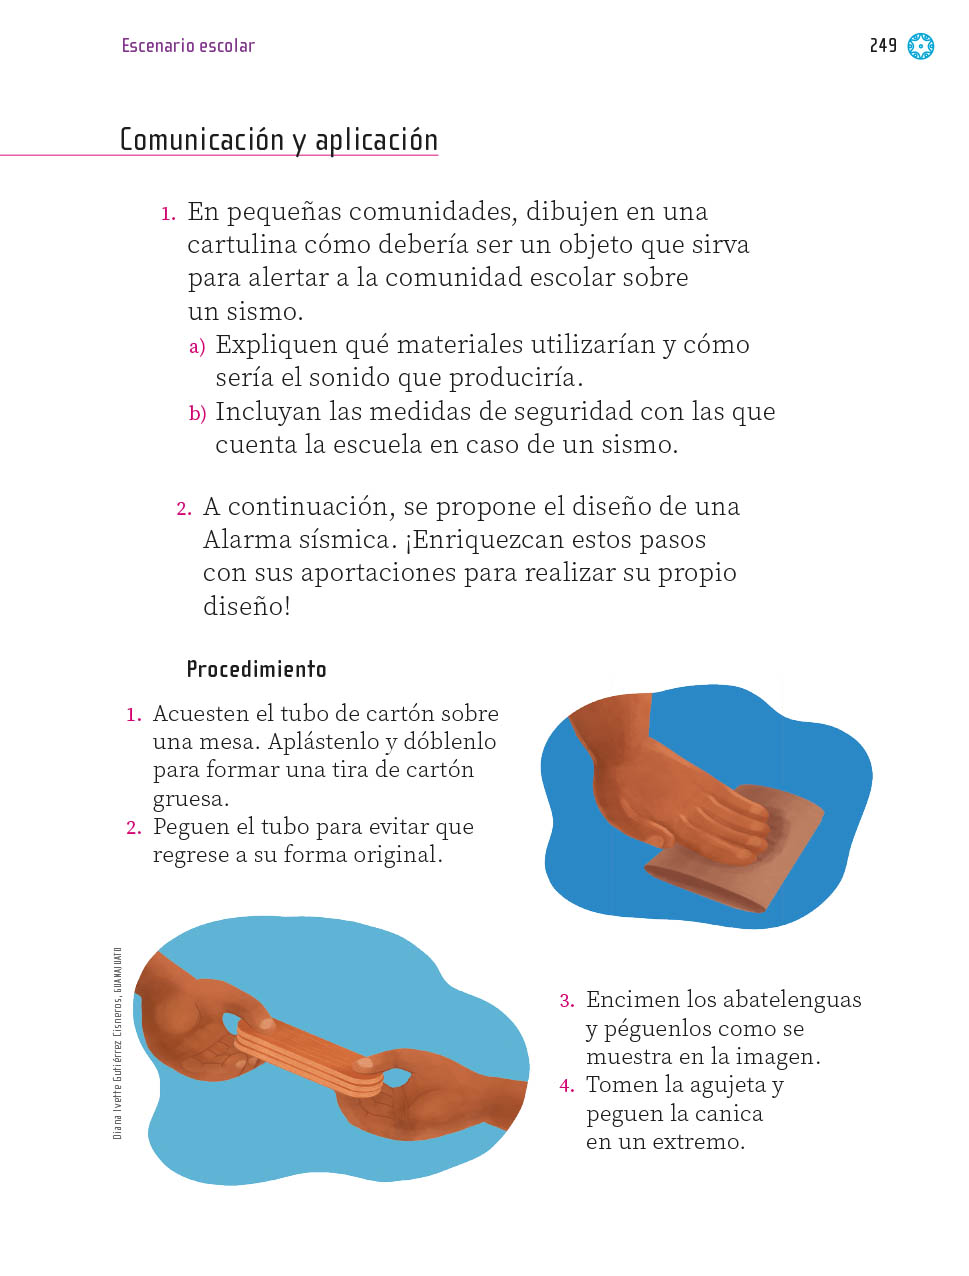 Escenario escolar
249
Comunicación y aplicación
1. En pequeñas comunidades, dibujen en una
cartulina cómo debería ser un objeto que sirva
para alertar a la comunidad escolar sobre
un sismo.
a) Expliquen qué materiales utilizarían y cómo
sería el sonido que produciría.
b) Incluyan las medidas de seguridad con las que
cuenta la escuela en caso de un sismo.
2. A continuación, se propone el diseño de una
Alarma sísmica. ¡Enriquezcan estos pasos
con sus aportaciones para realizar su propio
diseño!
Procedimiento
1. Acuesten el tubo de cartón sobre
una mesa. Aplástenlo y dóblenlo
para formar una tira de cartón
gruesa.
2. Peguen el tubo para evitar que
regrese a su forma original.
Diana Ivette Gutiérrez Cisneros, GUANAJUATO
3. Encimen los abatelenguas
y péguenlos como se
muestra en la imagen.
4. Tomen la agujeta y
peguen la canica
en un extremo.